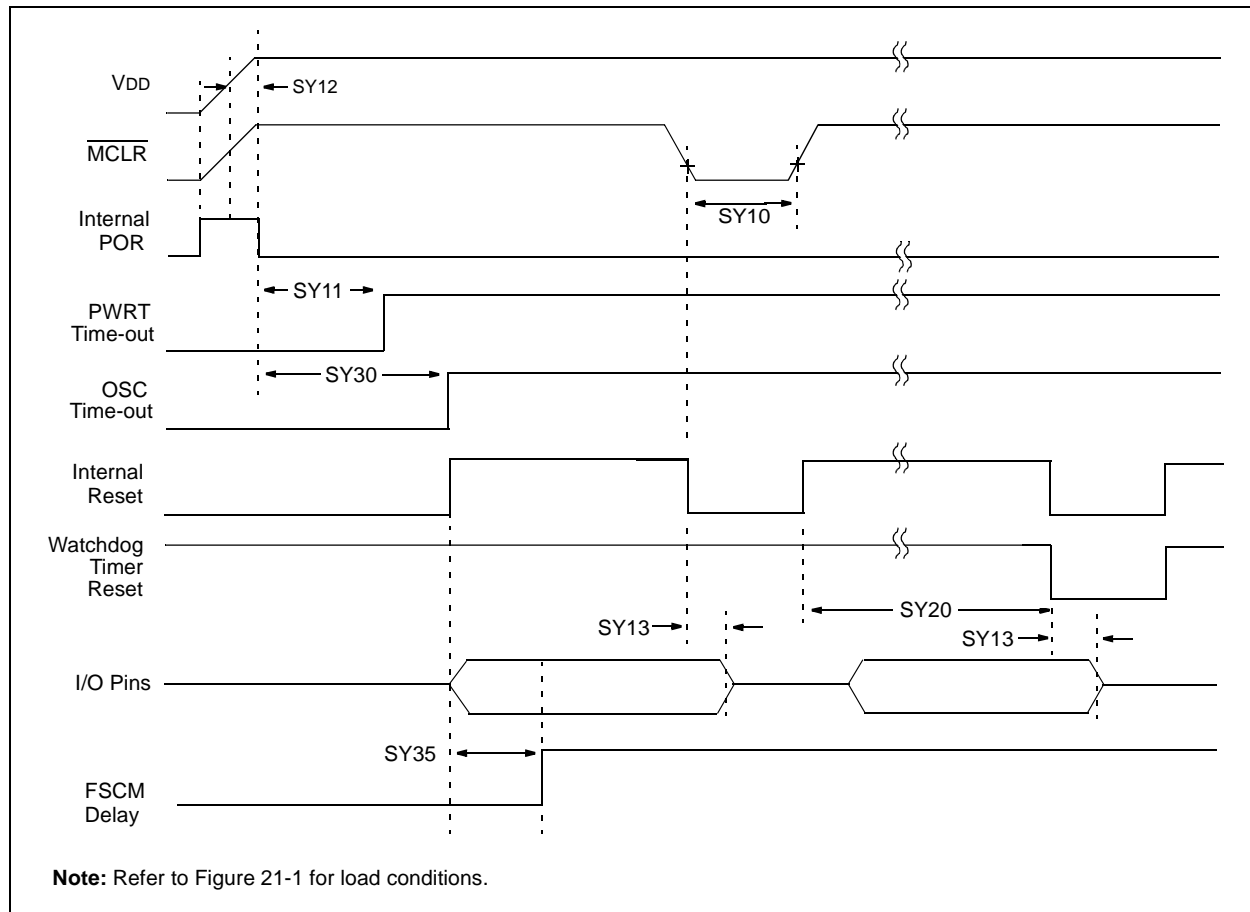 VDD
SY12
MCLR
SY10
Internal
POR
SY11
PWRT
Time-out
SY30
OSC
Time-out
Internal
Reset
Watchdog
Timer
Reset
SY20
SY13
SY13
I/O Pins
SY35
FSCM
Delay
Note: Refer to Figure 21-1 for load conditions.